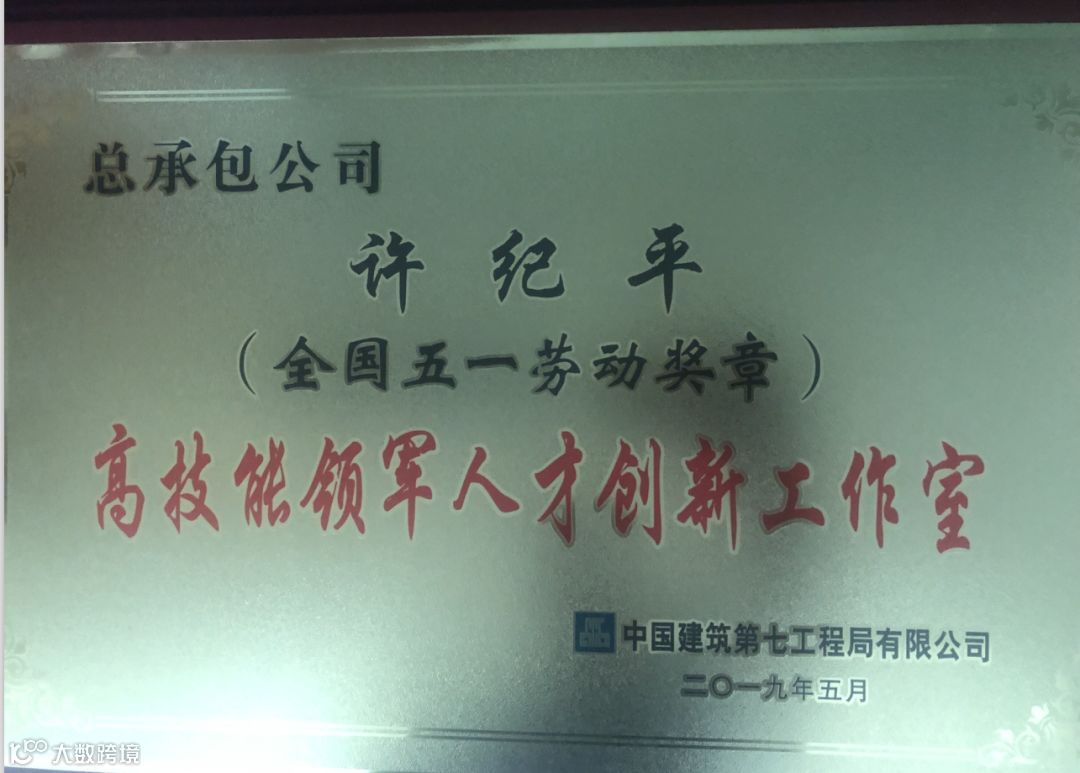 总承包公司
许纪平
（全国五一劳动奖章）
高技能领军人才创新工作室
中国建筑第七工程局有限公司
二〇一九年五月
大数跨境